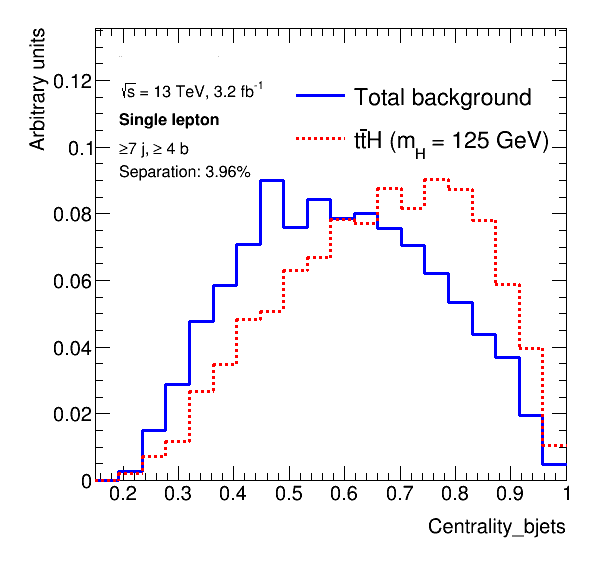 Arbitrary units
0.12
0.1
0.08
0.06
0.04
0.02
0
√s = 13 TeV, 3.2 fb⁻¹
Single lepton
≥7 j, ≥ 4 b
Separation: 3.96%
Total background
tt̄H (m_H = 125 GeV)
0.2 0.3 0.4 0.5 0.6 0.7 0.8 0.9 1
Centrality_bjets